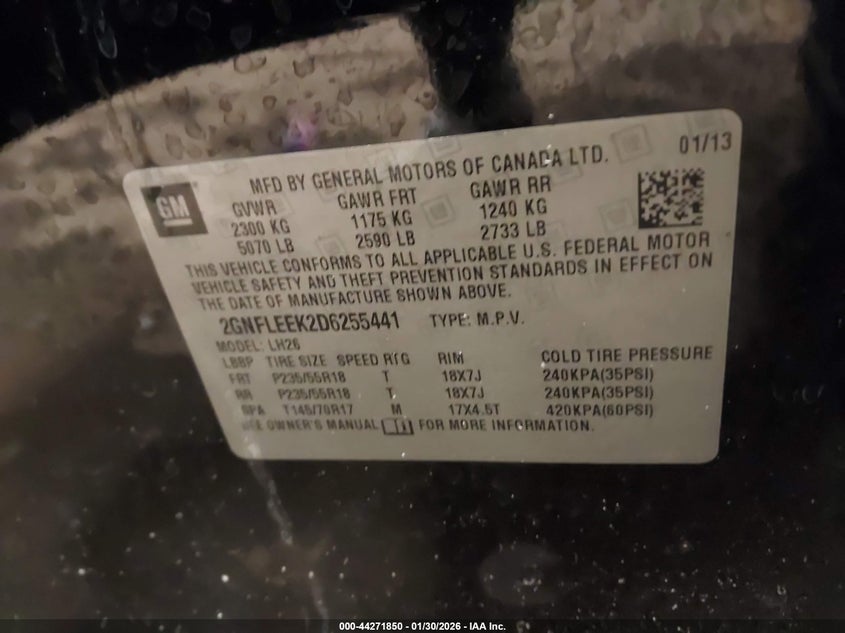 GM
MFD BY GENERAL MOTORS OF CANADA LTD.
01/13
GVWR GAWR FRT GAWR RR
2300 KG 1175 KG 1240 KG
5070 LB 2590 LB 2733 LB
THIS VEHICLE CONFORMS TO ALL APPLICABLE U.S. FEDERAL MOTOR
VEHICLE SAFETY AND THEFT PREVENTION STANDARDS IN EFFECT ON
THE DATE OF MANUFACTURE SHOWN ABOVE.
2GNFLEEK2D6255441 TYPE: M.P.V.
MODEL: LH26
TIRE SIZE SPEED RTG RIM COLD TIRE PRESSURE
FRT P235/55R18 T 18X7J 240KPA(35PSI)
RR P235/55R18 T 18X7J 240KPA(35PSI)
SPA T145/70R17 M 17X4.5T 420KPA(60PSI)
SEE OWNER'S MANUAL FOR MORE INFORMATION.
000-44271850 - 01/30/2026 - IAA Inc.